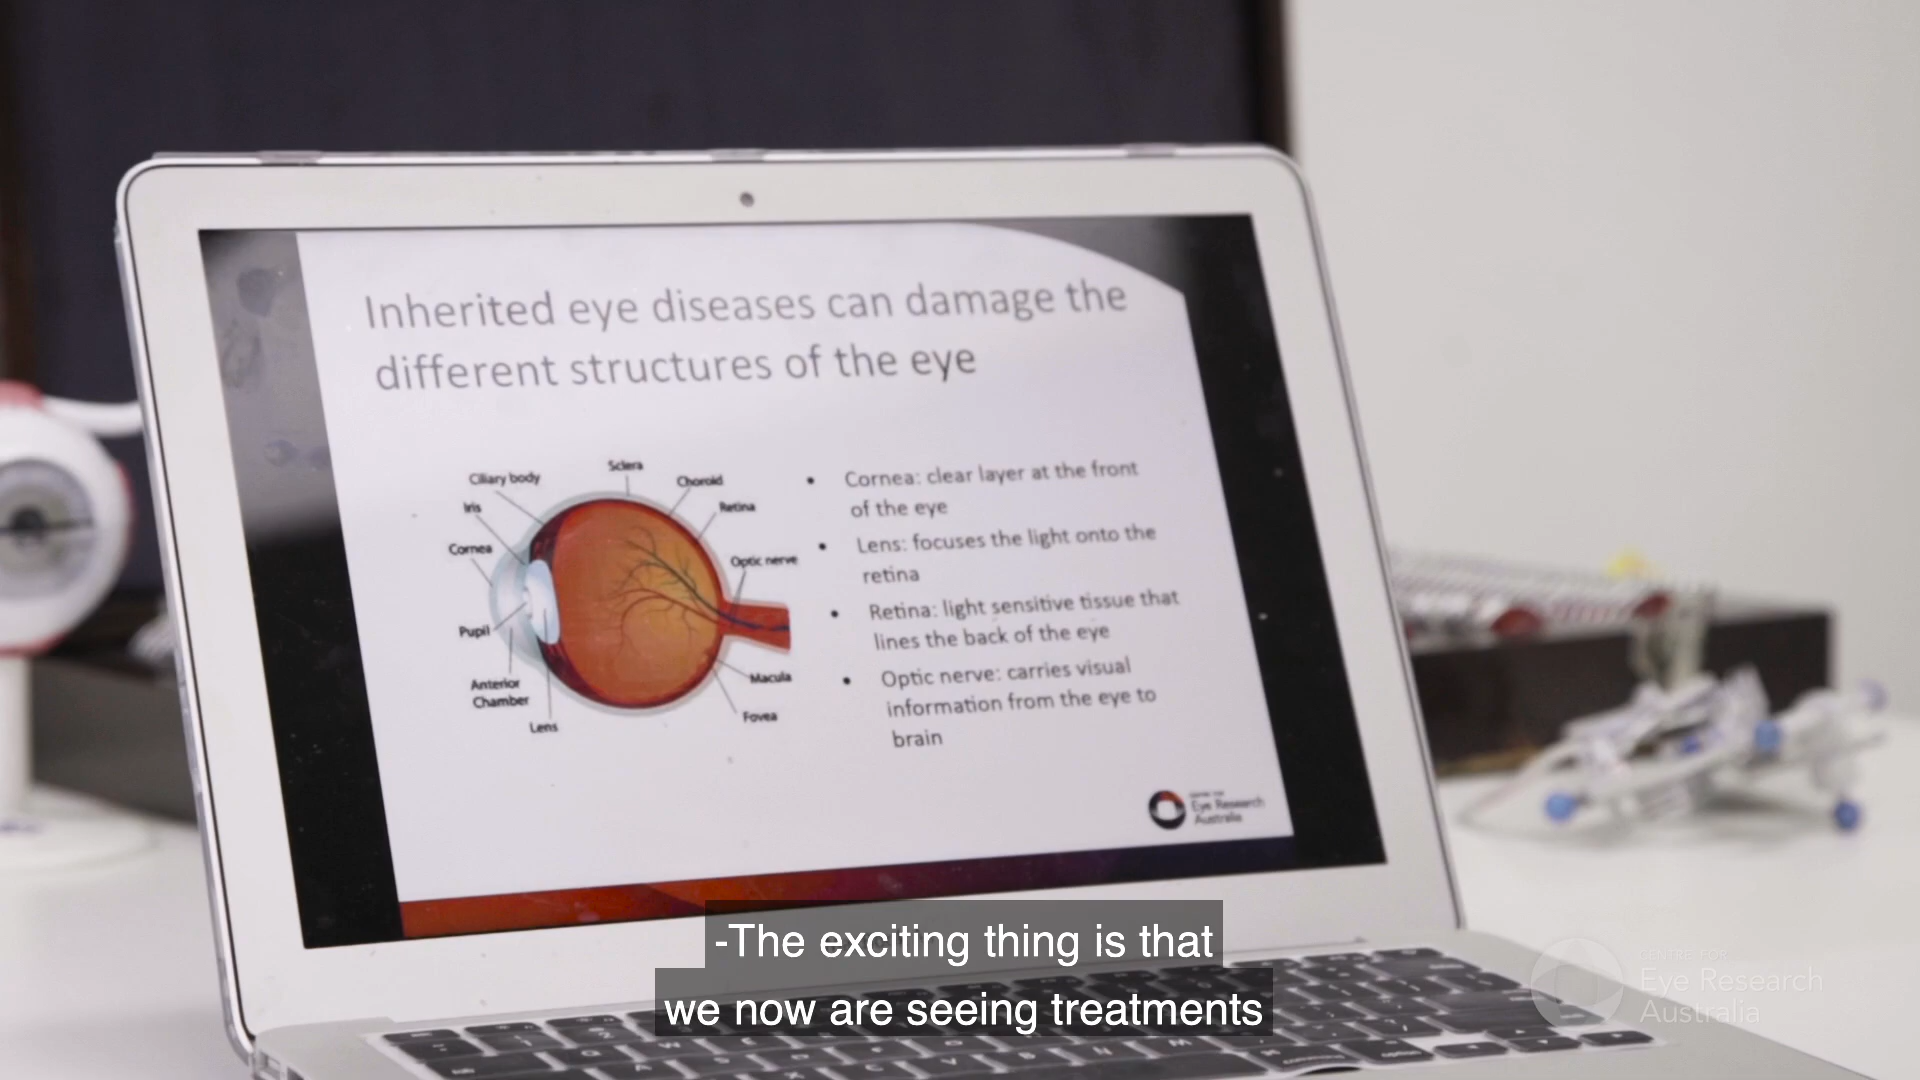 Inherited eye diseases can damage the
different structures of the eye
Ciliary body
Sclera
Choroid
Iris
Retina
Cornea
Optic nerve
Pupil
Anterior
Chamber
Lens
Macula
Fovea
• Cornea: clear layer at the front
of the eye
• Lens: focuses the light onto the
retina
• Retina: light sensitive tissue that
lines the back of the eye
• Optic nerve: carries visual
information from the eye to
brain
Eye Research
Australia
-The exciting thing is that
we now are seeing treatments
CENTRE FOR
Eye Research
Australia